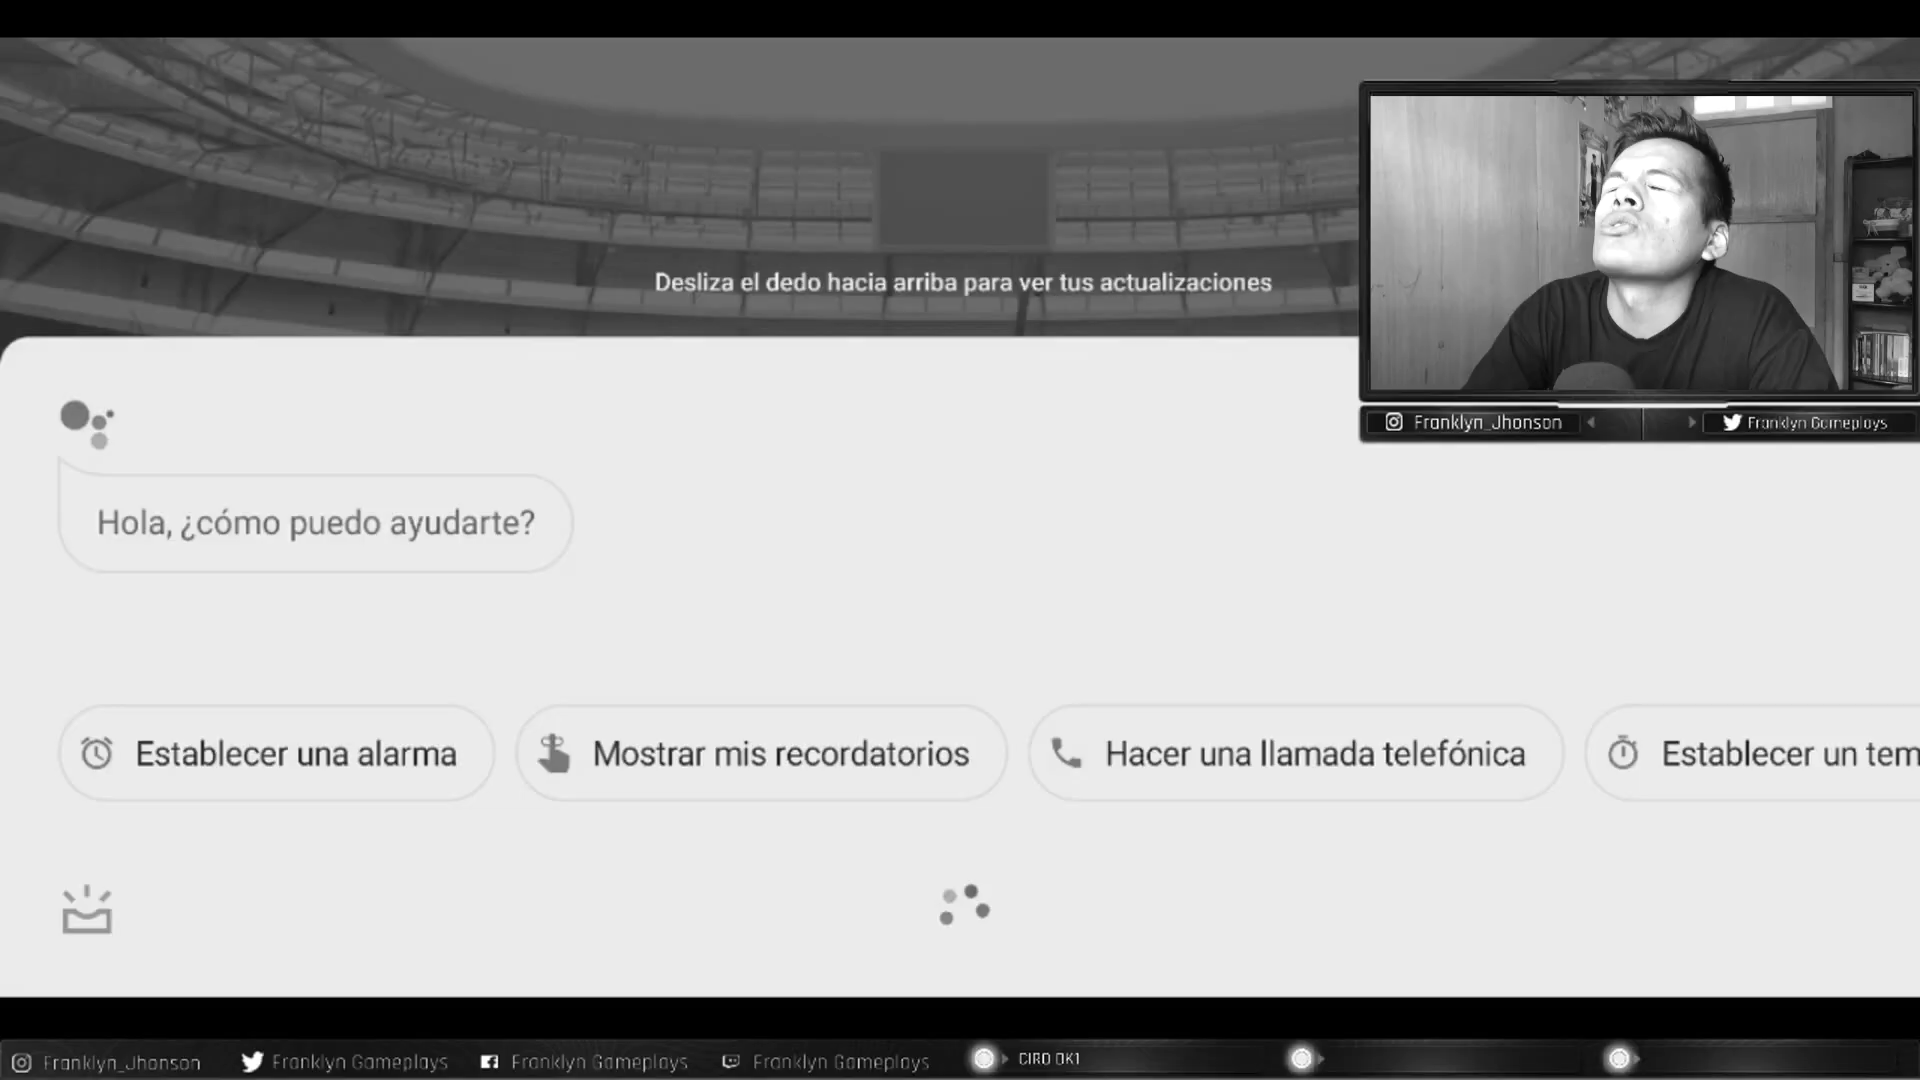 Desliza el dedo hacia arriba para ver tus actualizaciones
Franklyn_Jhonson
Franklyn Gameplays
Hola, ¿cómo puedo ayudarte?
Establecer una alarma
Mostrar mis recordatorios
Hacer una llamada telefónica
Establecer un tem
Franklyn_Jhonson
Franklyn Gameplays
Franklyn Gameplays
Franklyn Gameplays
CIRO OK1